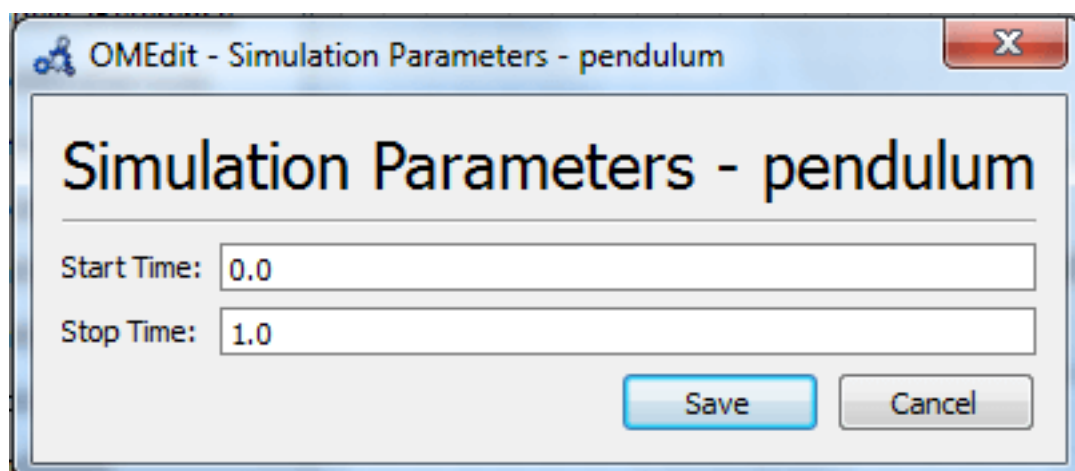 OMEdit - Simulation Parameters - pendulum
Simulation Parameters - pendulum
Start Time: 0.0
Stop Time: 1.0
Save Cancel